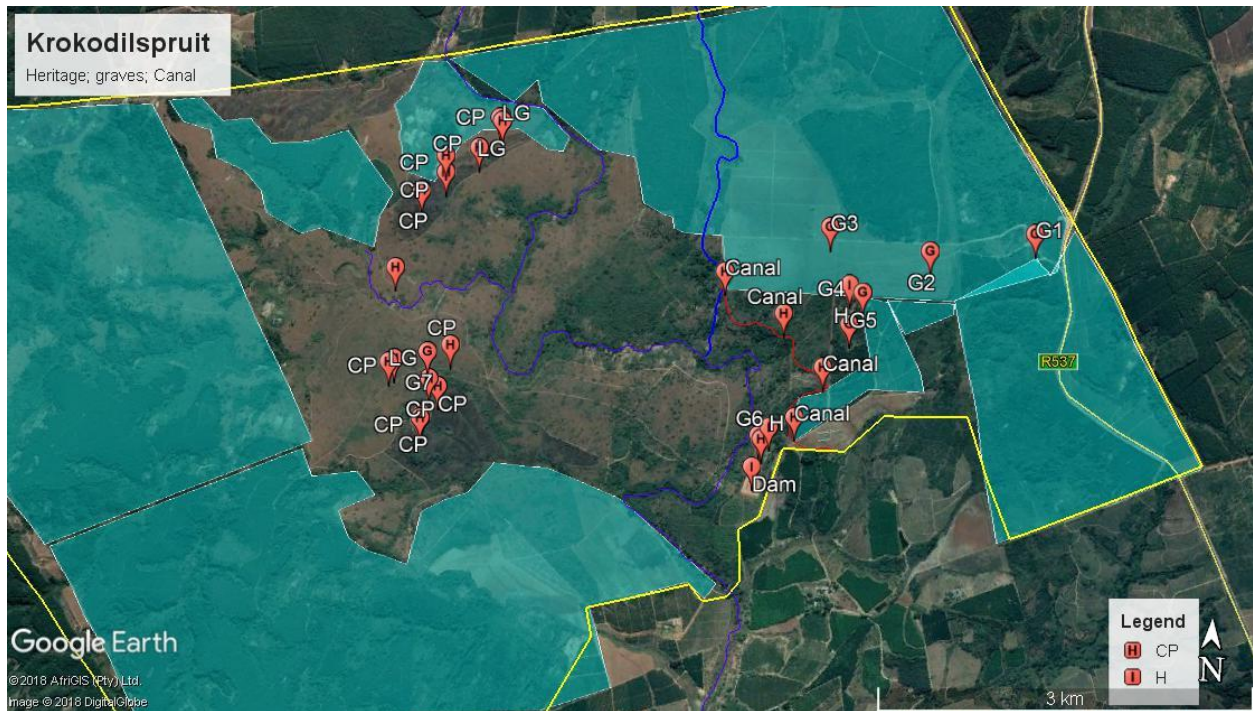 Krokodilspruit
Heritage; graves; Canal
CP
LG
CP
LG
CP
H
H
CP
CP
G3
G1
G
G2
H
Canal
G4
I
G
Canal
H
H
G5
R537
CP
H
G
CP
LG
Canal
G7
H
CP
CP
CP
CP
Canal
G6
H
H
I
Dam
Google Earth
©2018 AfriGIS (Pty) Ltd.
Image © 2018 DigitalGlobe
Legend
H CP
I H
N
3 km